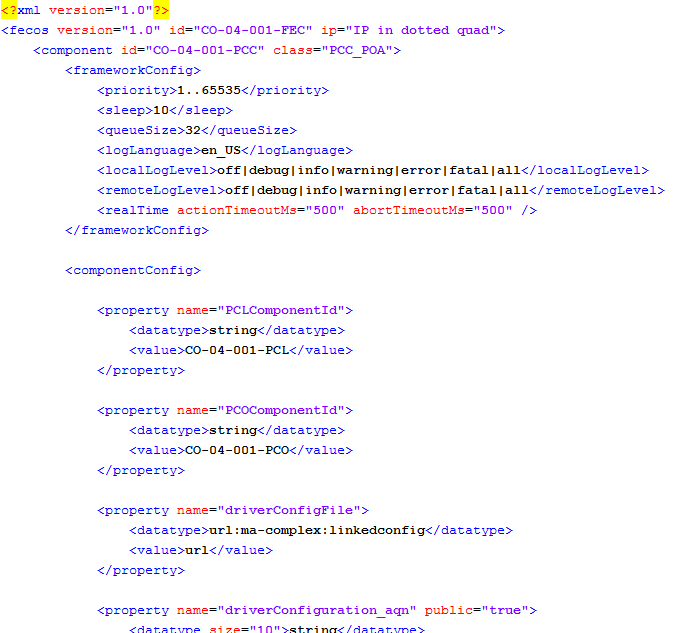 <?xml version="1.0"?>
<fecos version="1.0" id="CO-04-001-FEC" ip="IP in dotted quad">
<component id="CO-04-001-PCC" class="PCC_POA">
<frameworkConfig>
<priority>1..65535</priority>
<sleep>10</sleep>
<queueSize>32</queueSize>
<logLanguage>en_US</logLanguage>
<localLogLevel>off|debug|info|warning|error|fatal|all</localLogLevel>
<remoteLogLevel>off|debug|info|warning|error|fatal|all</remoteLogLevel>
<realTime actionTimeoutMs="500" abortTimeoutMs="500" />
</frameworkConfig>
<componentConfig>
<property name="PCLComponentId">
<datatype>string</datatype>
<value>CO-04-001-PCL</value>
</property>
<property name="PCOComponentId">
<datatype>string</datatype>
<value>CO-04-001-PCO</value>
</property>
<property name="driverConfigFile">
<datatype>url:ma-complex:linkedconfig</datatype>
<value>url</value>
</property>
<property name="driverConfiguration_aqn" public="true">
<datatype size="10">string</datatype>